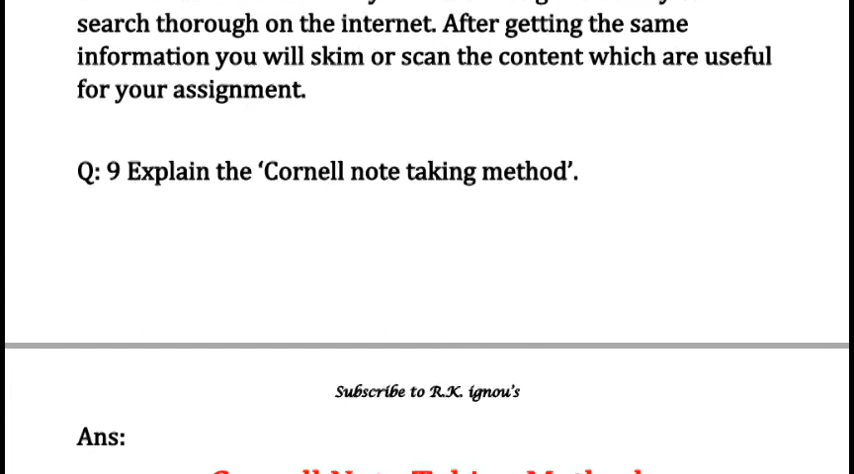 search thorough on the internet. After getting the same
information you will skim or scan the content which are useful
for your assignment.
Q: 9 Explain the ‘Cornell note taking method’.
Subscribe to R.K. ignou's
Ans: